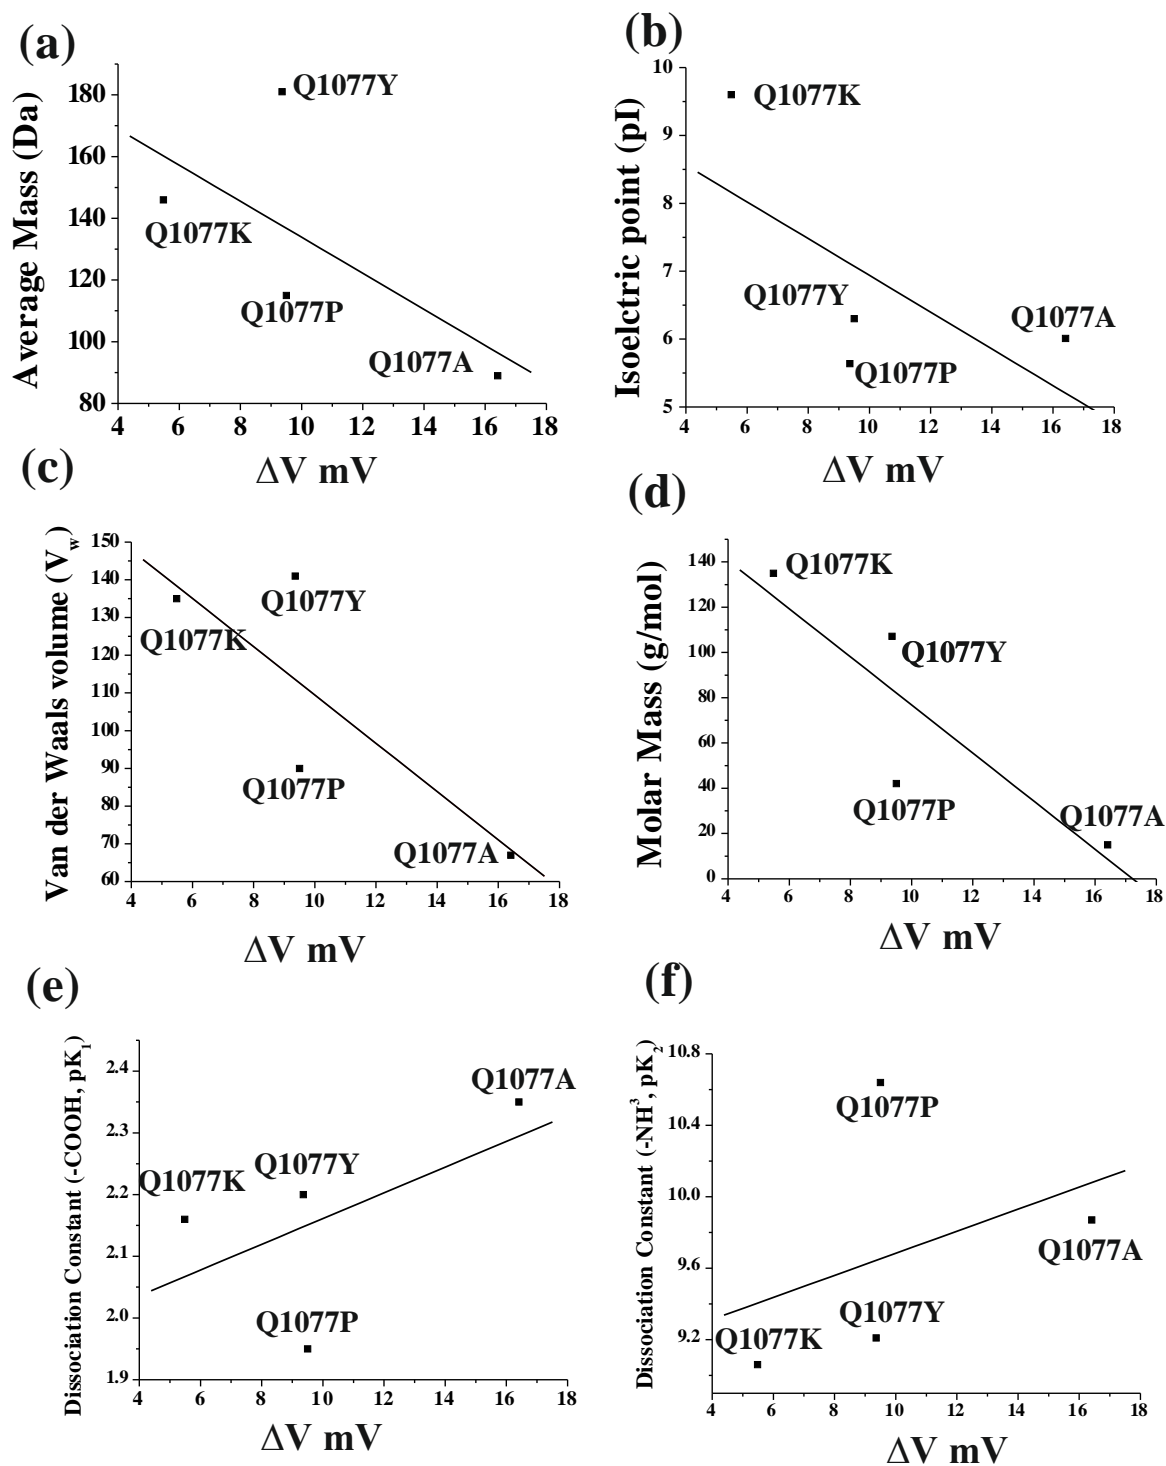 (a)
Average Mass (Da)
180
160
140
120
100
80
Q1077Y
Q1077K
Q1077P
Q1077A
4 6 8 10 12 14 16 18
ΔV mV
(b)
Isoelctric point (pI)
10
9
8
7
6
5
Q1077K
Q1077Y
Q1077A
Q1077P
4 6 8 10 12 14 16 18
ΔV mV
(c)
Van der Waals volume (Vw)
150
140
130
120
110
100
90
80
70
60
Q1077Y
Q1077K
Q1077P
Q1077A
4 6 8 10 12 14 16 18
ΔV mV
(d)
Molar Mass (g/mol)
140
120
100
80
60
40
20
0
Q1077K
Q1077Y
Q1077P
Q1077A
4 6 8 10 12 14 16 18
ΔV mV
(e)
Dissociation Constant (-COOH, pK1)
2.4
2.3
2.2
2.1
2.0
1.9
Q1077A
Q1077Y
Q1077K
Q1077P
4 6 8 10 12 14 16 18
ΔV mV
(f)
Dissociation Constant (-NH³, pK2)
10.8
10.4
10.0
9.6
9.2
Q1077P
Q1077A
Q1077Y
Q1077K
4 6 8 10 12 14 16 18
ΔV mV